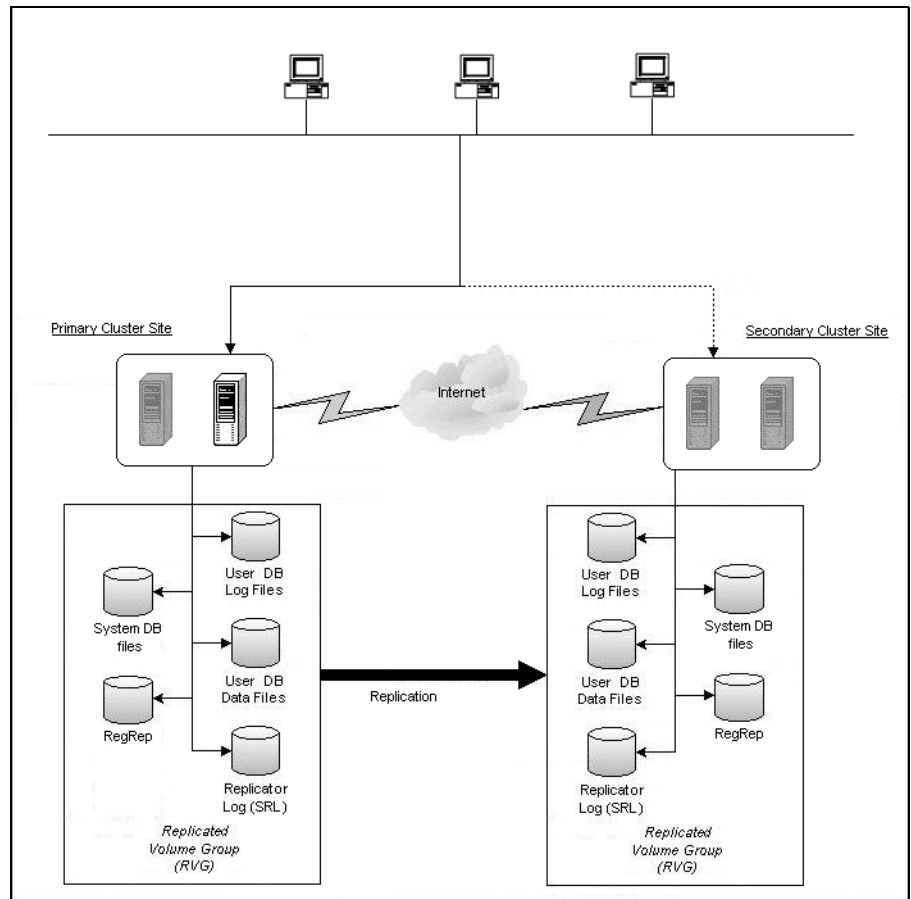 Primary Cluster Site
Secondary Cluster Site
Internet
User DB
Log Files
System DB
files
User DB
Data Files
RegRep
Replicator
Log (SRL)
Replicated
Volume Group
(RVG)
Replication
User DB
Log Files
System DB
files
User DB
Data Files
RegRep
Replicator
Log (SRL)
Replicated
Volume Group
(RVG)